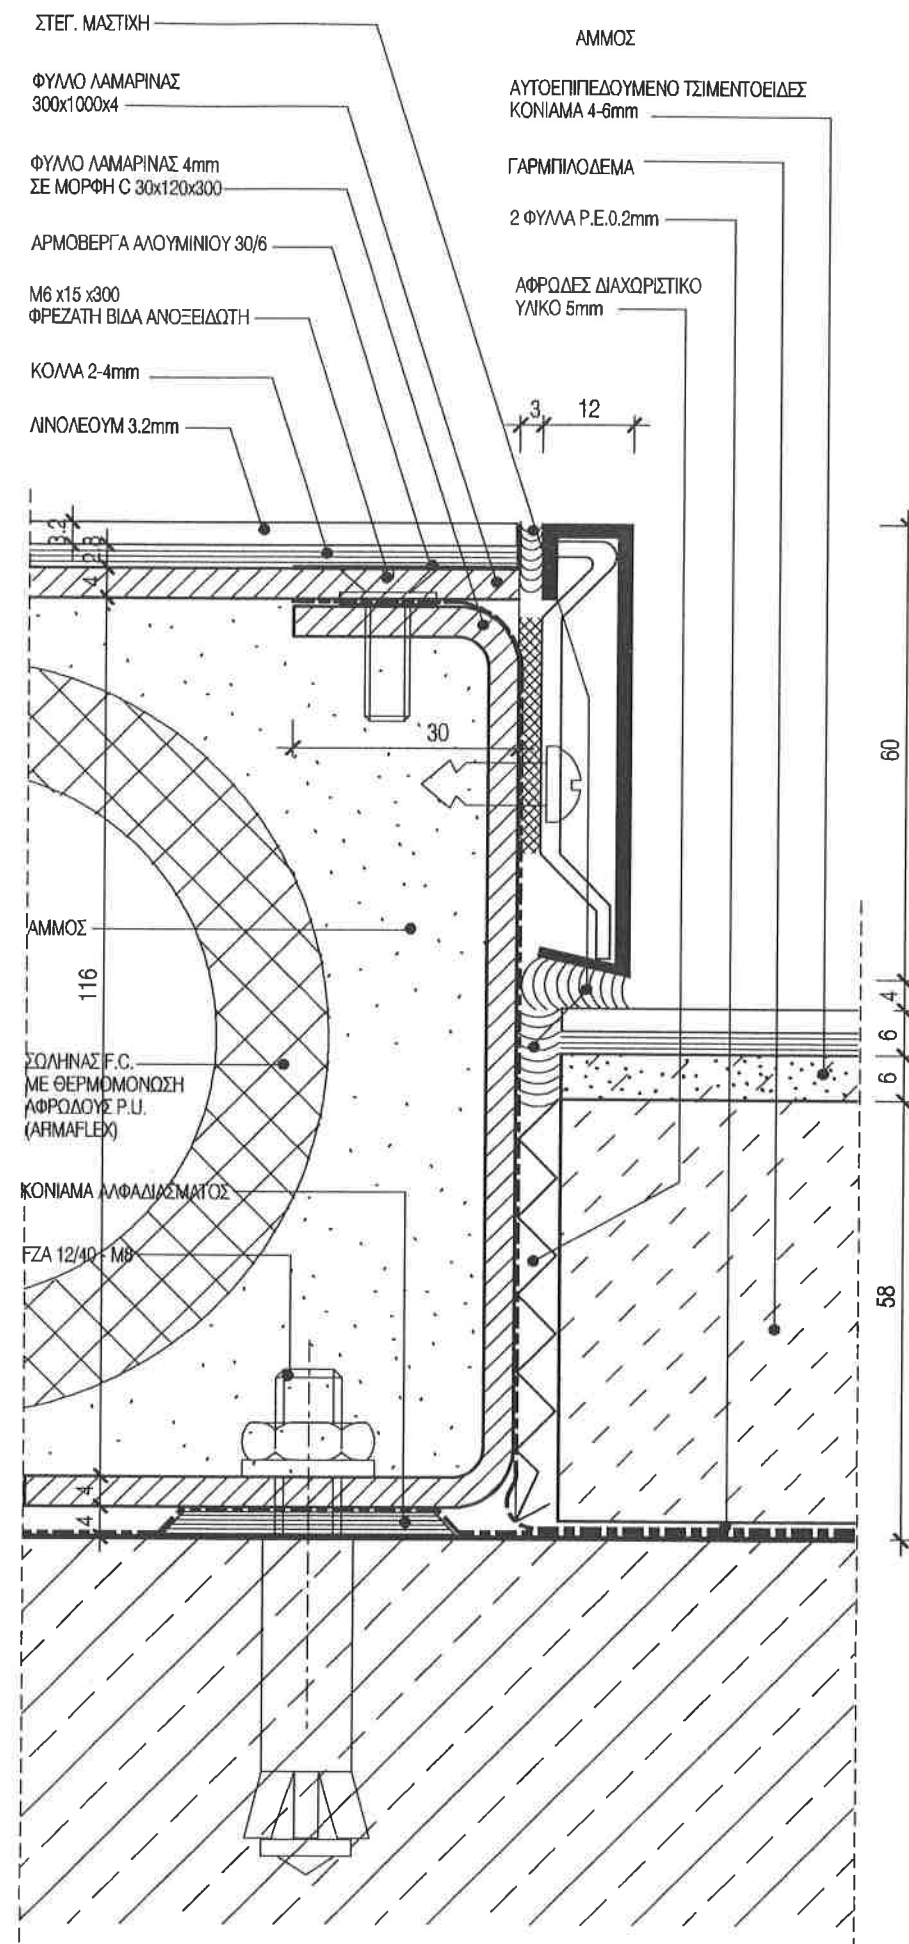 ΣΤΕΓ. ΜΑΣΤΙΧΗ
ΦΥΛΛΟ ΛΑΜΑΡΙΝΑΣ
300x1000x4
ΦΥΛΛΟ ΛΑΜΑΡΙΝΑΣ 4mm
ΣΕ ΜΟΡΦΗ C 30x120x300
ΑΡΜΟΒΕΡΓΑ ΑΛΟΥΜΙΝΙΟΥ 30/6
M6 x15 x300
ΦΡΕΖΑΤΗ ΒΙΔΑ ΑΝΟΞΕΙΔΩΤΗ
ΚΟΛΛΑ 2-4mm
ΛΙΝΟΛΕΟΥΜ 3.2mm
ΑΜΜΟΣ
ΑΥΤΟΕΠΙΠΕΔΟΥΜΕΝΟ ΤΣΙΜΕΝΤΟΕΙΔΕΣ
ΚΟΝΙΑΜΑ 4-6mm
ΓΑΡΜΠΙΛΟΔΕΜΑ
2 ΦΥΛΛΑ P.E.0.2mm
ΑΦΡΩΔΕΣ ΔΙΑΧΩΡΙΣΤΙΚΟ
ΥΛΙΚΟ 5mm
3 12
3.2
4
30
60
ΑΜΜΟΣ
116
4
6
6
ΣΩΛΗΝΑΣ F.C.
ΜΕ ΘΕΡΜΟΜΟΝΩΣΗ
ΑΦΡΩΔΟΥΣ P.U.
(ARMAFLEX)
ΚΟΝΙΑΜΑ ΑΛΦΑΔΙΑΣΜΑΤΟΣ
FZA 12/40 - M8
58
4
4